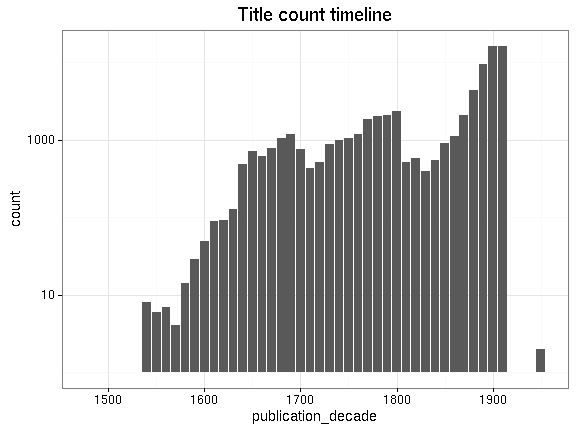 Title count timeline
count
1000
10
1500 1600 1700 1800 1900
publication_decade